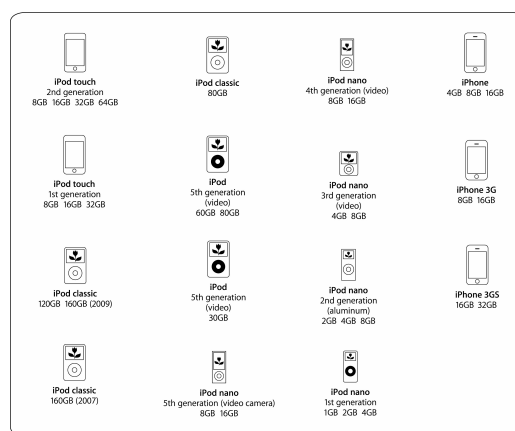 iPod touch
2nd generation
8GB 16GB 32GB 64GB
iPod classic
80GB
iPod nano
4th generation (video)
8GB 16GB
iPhone
4GB 8GB 16GB
iPod touch
1st generation
8GB 16GB 32GB
iPod
5th generation
(video)
60GB 80GB
iPod nano
3rd generation
(video)
4GB 8GB
iPhone 3G
8GB 16GB
iPod classic
120GB 160GB (2009)
iPod
5th generation
(video)
30GB
iPod nano
2nd generation
(aluminum)
2GB 4GB 8GB
iPhone 3GS
16GB 32GB
iPod classic
160GB (2007)
iPod nano
5th generation (video camera)
8GB 16GB
iPod nano
1st generation
1GB 2GB 4GB